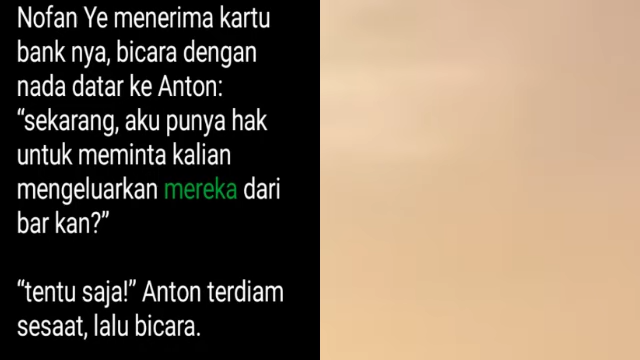 Nofan Ye menerima kartu
bank nya, bicara dengan
nada datar ke Anton:
“sekarang, aku punya hak
untuk meminta kalian
mengeluarkan mereka dari
bar kan?”
“tentu saja!” Anton terdiam
sesaat, lalu bicara.